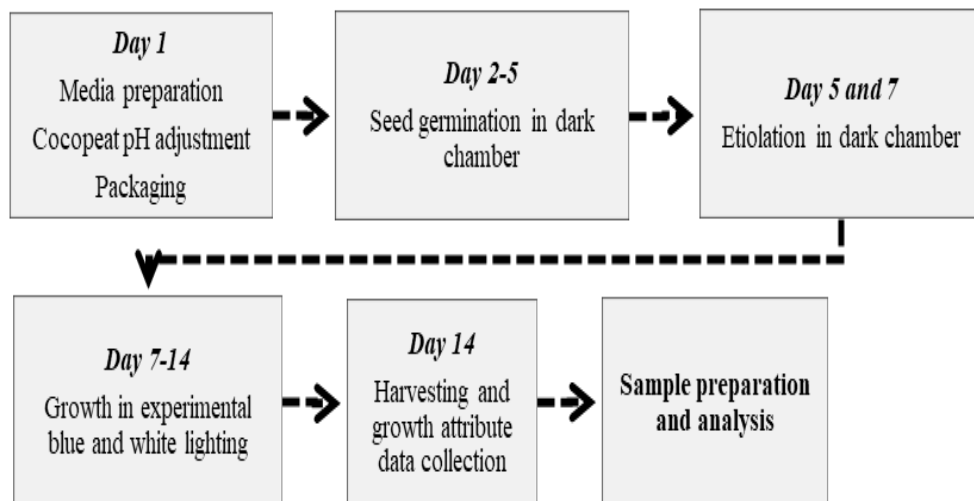 Day 1
Media preparation
Cocopeat pH adjustment
Packaging
Day 2-5
Seed germination in dark
chamber
Day 5 and 7
Etiolation in dark chamber
Day 7-14
Growth in experimental
blue and white lighting
Day 14
Harvesting and
growth attribute
data collection
Sample preparation
and analysis